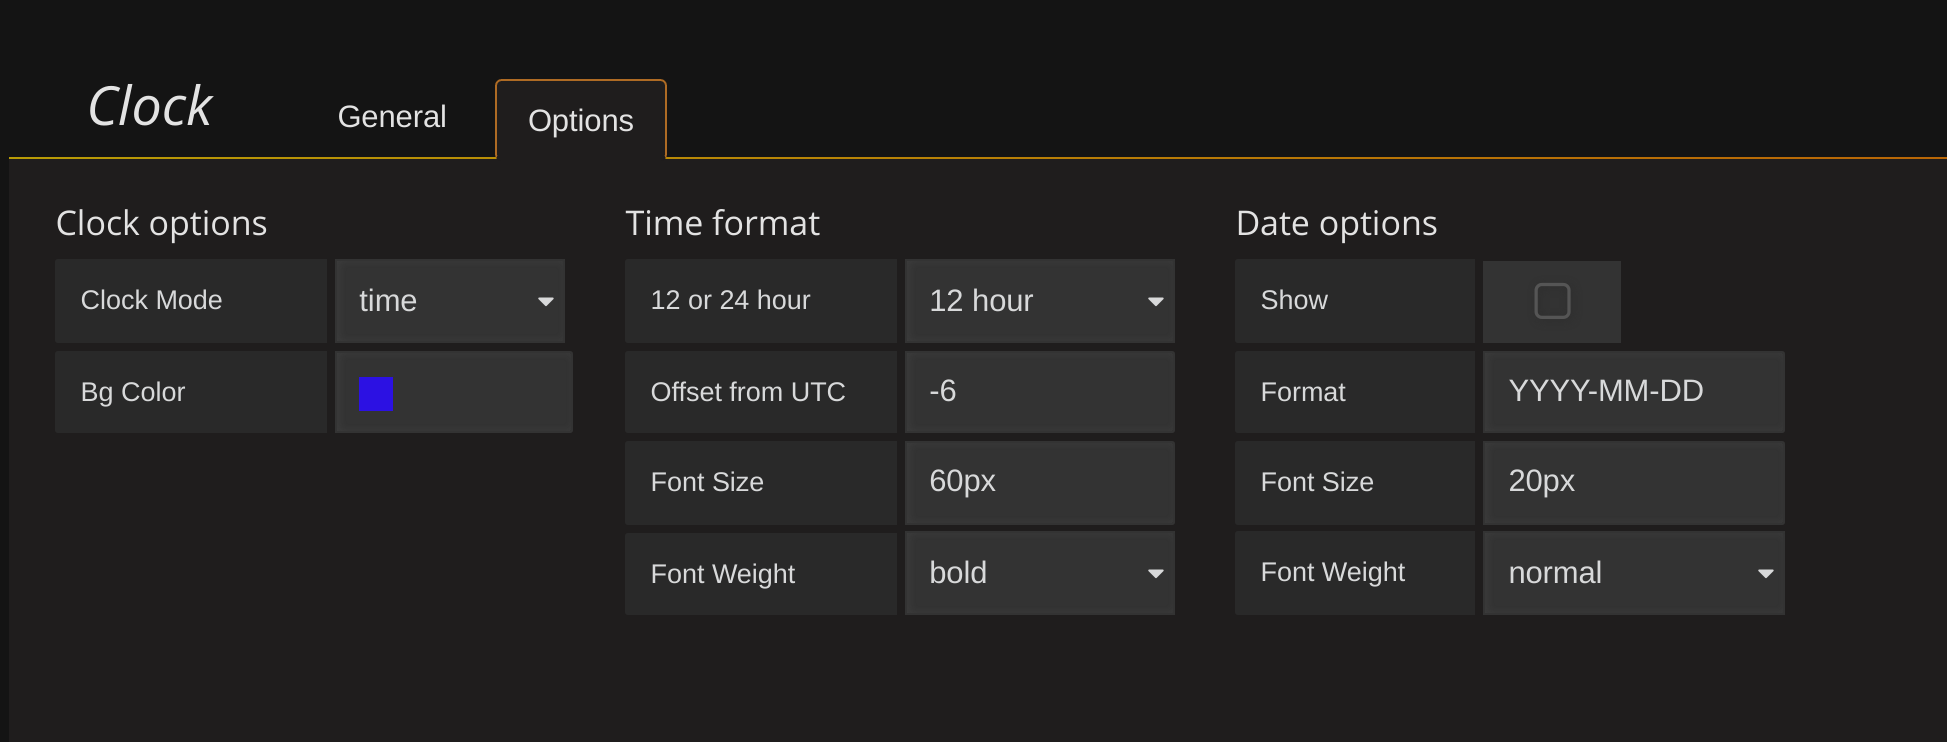 Clock
General
Options
Clock options
Clock Mode
time
Bg Color
Time format
12 or 24 hour
12 hour
Offset from UTC
-6
Font Size
60px
Font Weight
bold
Date options
Show
Format
YYYY-MM-DD
Font Size
20px
Font Weight
normal